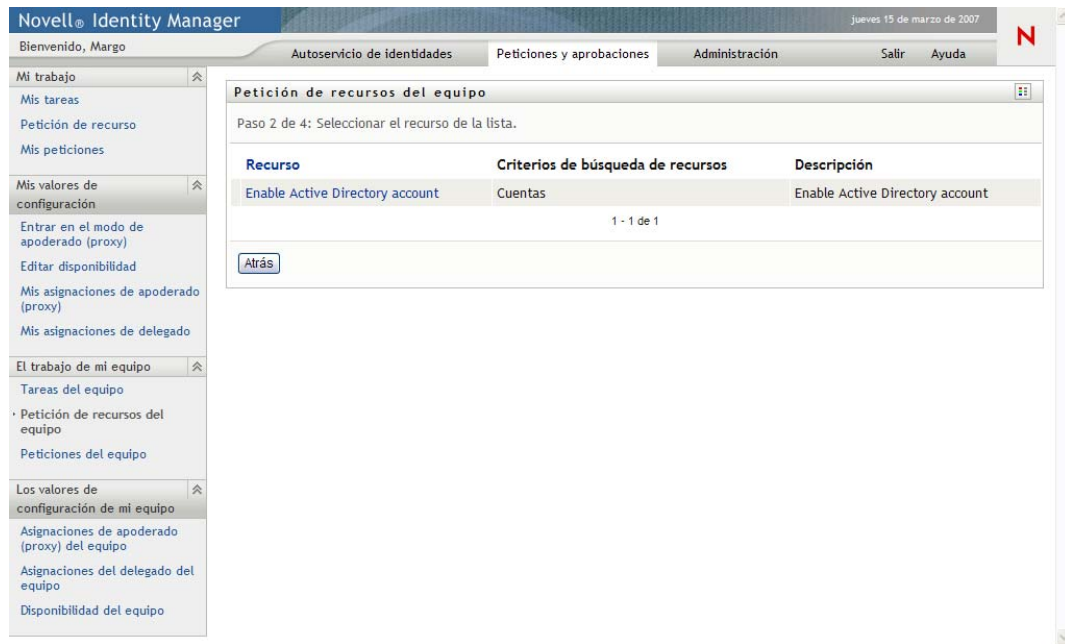 Novell® Identity Manager
jueves 15 de marzo de 2007
N
Bienvenido, Margo
Autoservicio de identidades
Peticiones y aprobaciones
Administración
Salir
Ayuda
Mi trabajo
Mis tareas
Petición de recurso
Mis peticiones
Mis valores de
configuración
Entrar en el modo de
apoderado (proxy)
Editar disponibilidad
Mis asignaciones de apoderado
(proxy)
Mis asignaciones de delegado
El trabajo de mi equipo
Tareas del equipo
· Petición de recursos del
equipo
Peticiones del equipo
Los valores de
configuración de mi equipo
Asignaciones de apoderado
(proxy) del equipo
Asignaciones del delegado del
equipo
Disponibilidad del equipo
Petición de recursos del equipo
Paso 2 de 4: Seleccionar el recurso de la lista.
Recurso Criterios de búsqueda de recursos Descripción
Enable Active Directory account Cuentas Enable Active Directory account
1 - 1 de 1
Atrás